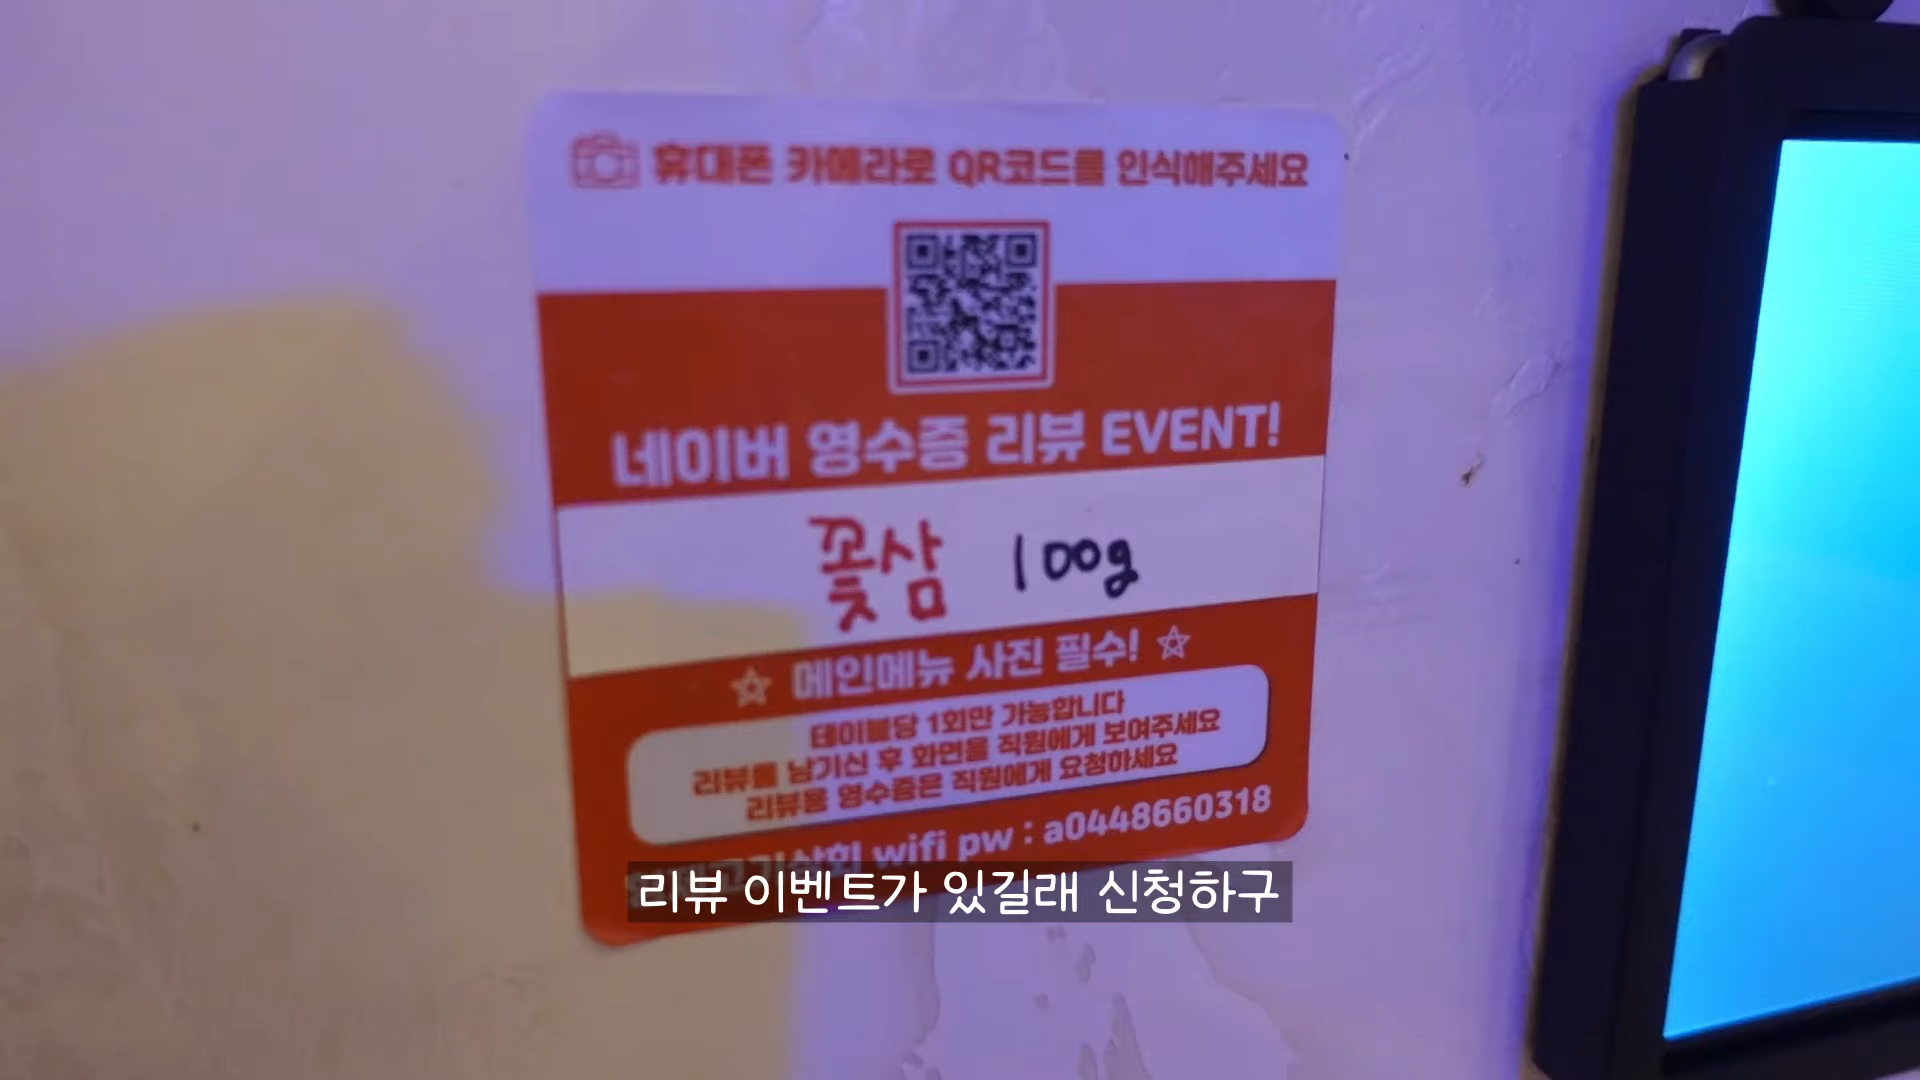 휴대폰 카메라로 QR코드를 인식해주세요
네이버 영수증 리뷰 EVENT!
꽃삼 100g
☆ 메인메뉴 사진 필수! ☆
테이블당 1회만 가능합니다
리뷰를 남기신 후 화면을 직원에게 보여주세요
리뷰용 영수증은 직원에게 요청하세요
wifi pw : a0448660318
리뷰 이벤트가 있길래 신청하구